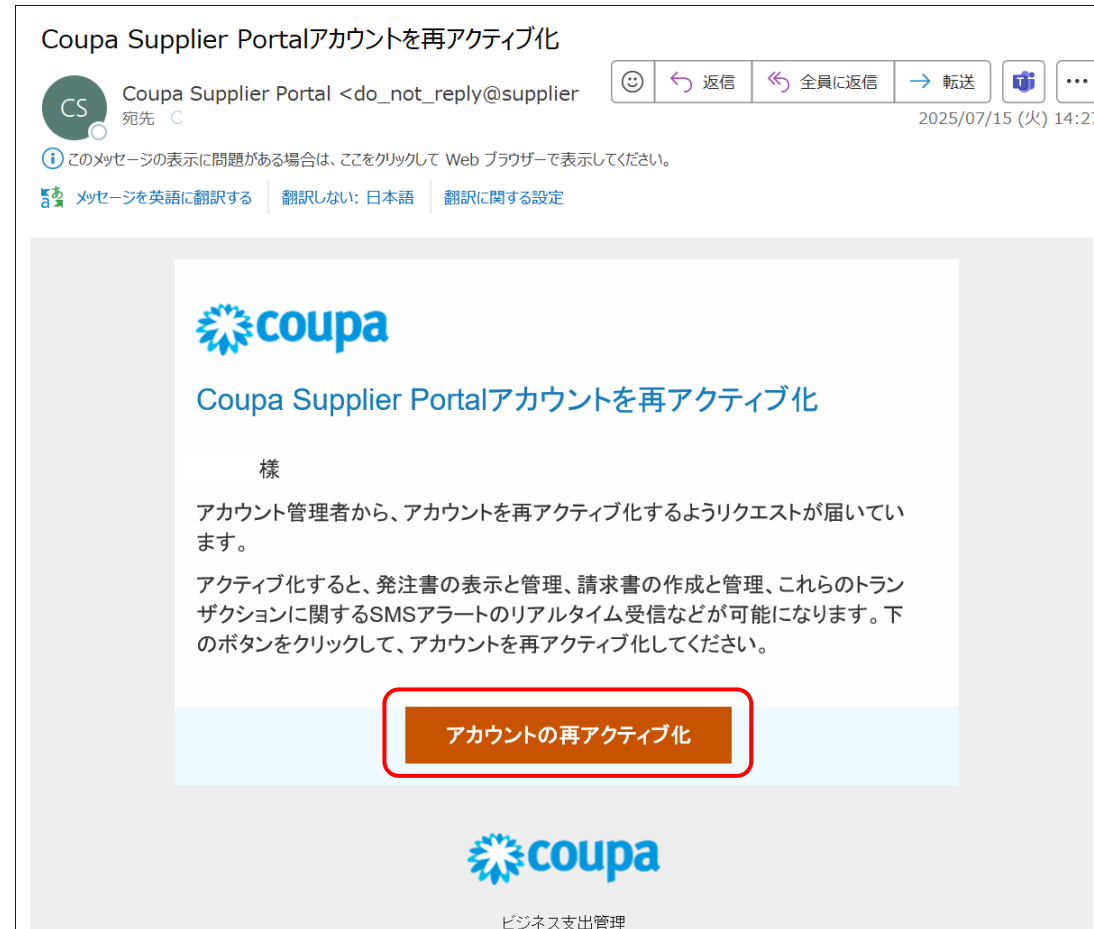 Coupa Supplier Portalアカウントを再アクティブ化
CS
Coupa Supplier Portal <do_not_reply@supplier
返信
全員に返信
転送
宛先 C
2025/07/15 (火) 14:27
このメッセージの表示に問題がある場合は、ここをクリックして Web ブラウザーで表示してください。
メッセージを英語に翻訳する
翻訳しない: 日本語
翻訳に関する設定
coupa
Coupa Supplier Portalアカウントを再アクティブ化
様
アカウント管理者から、アカウントを再アクティブ化するようリクエストが届いてい
ます。
アクティブ化すると、発注書の表示と管理、請求書の作成と管理、これらのトラン
ザクションに関するSMSアラートのリアルタイム受信などが可能になります。下
のボタンをクリックして、アカウントを再アクティブ化してください。
アカウントの再アクティブ化
coupa
ビジネス支出管理